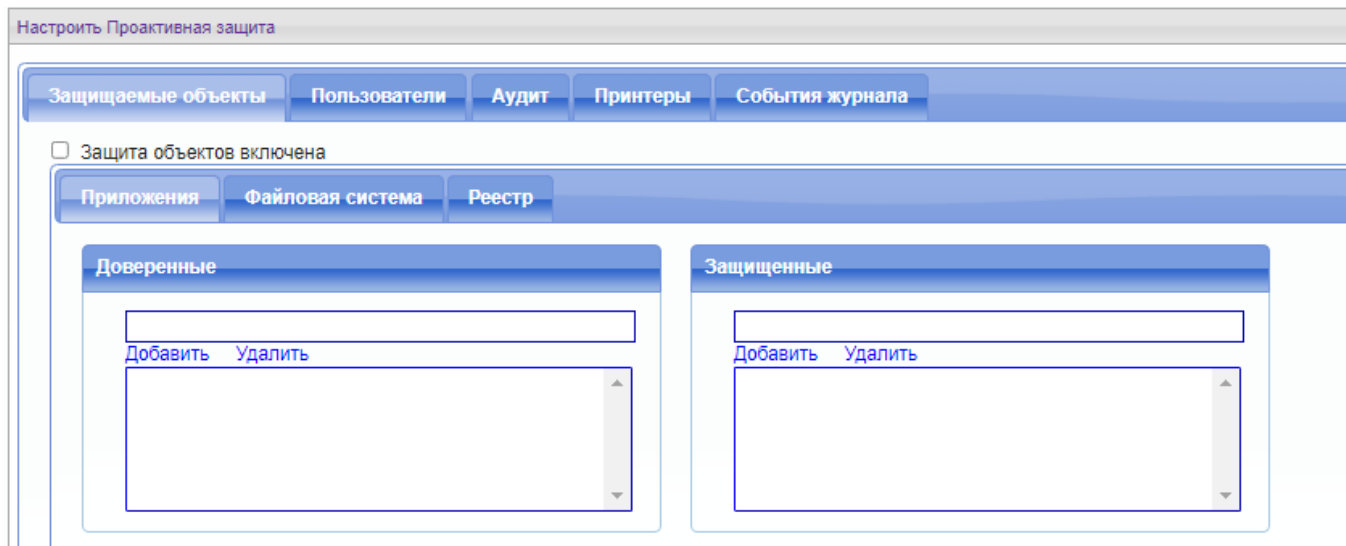 Настроить Проактивная защита
Защищаемые объекты Пользователи Аудит Принтеры События журнала
Защита объектов включена
Приложения Файловая система Реестр
Доверенные Защищенные
Добавить Удалить Добавить Удалить